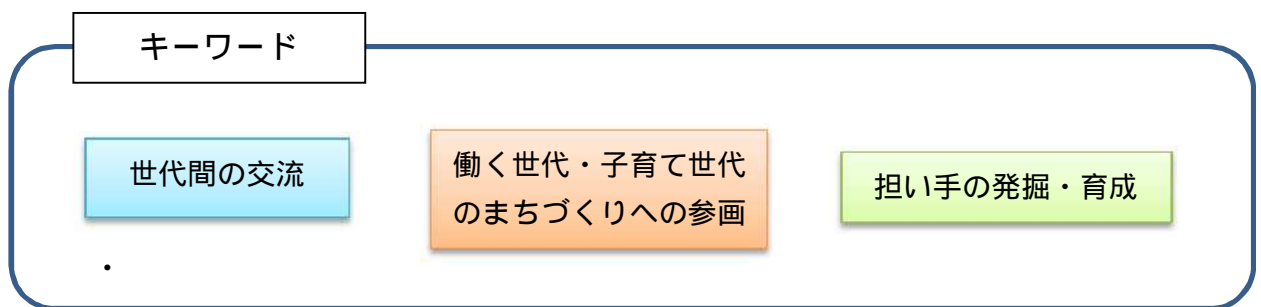 キーワード
世代間の交流
働く世代・子育て世代
のまちづくりへの参画
担い手の発掘・育成
・